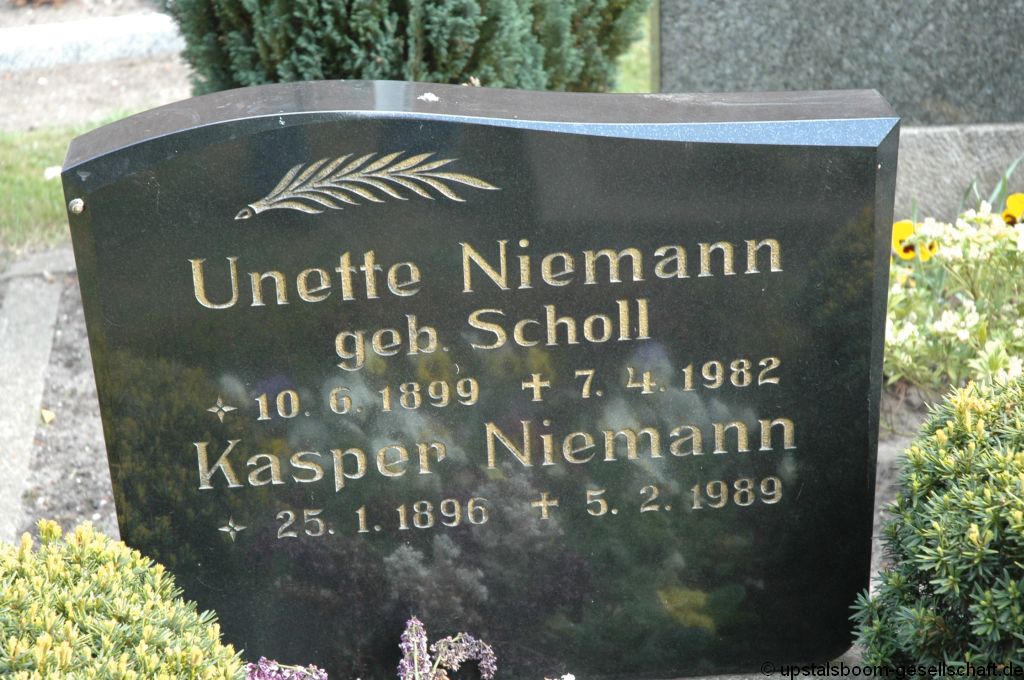 Unette Niemann
geb. Scholl
10. 6. 1899 7. 4. 1982
Kasper Niemann
25. 1. 1896 5. 2. 1989
© upstalsboom-gesellschaft.de